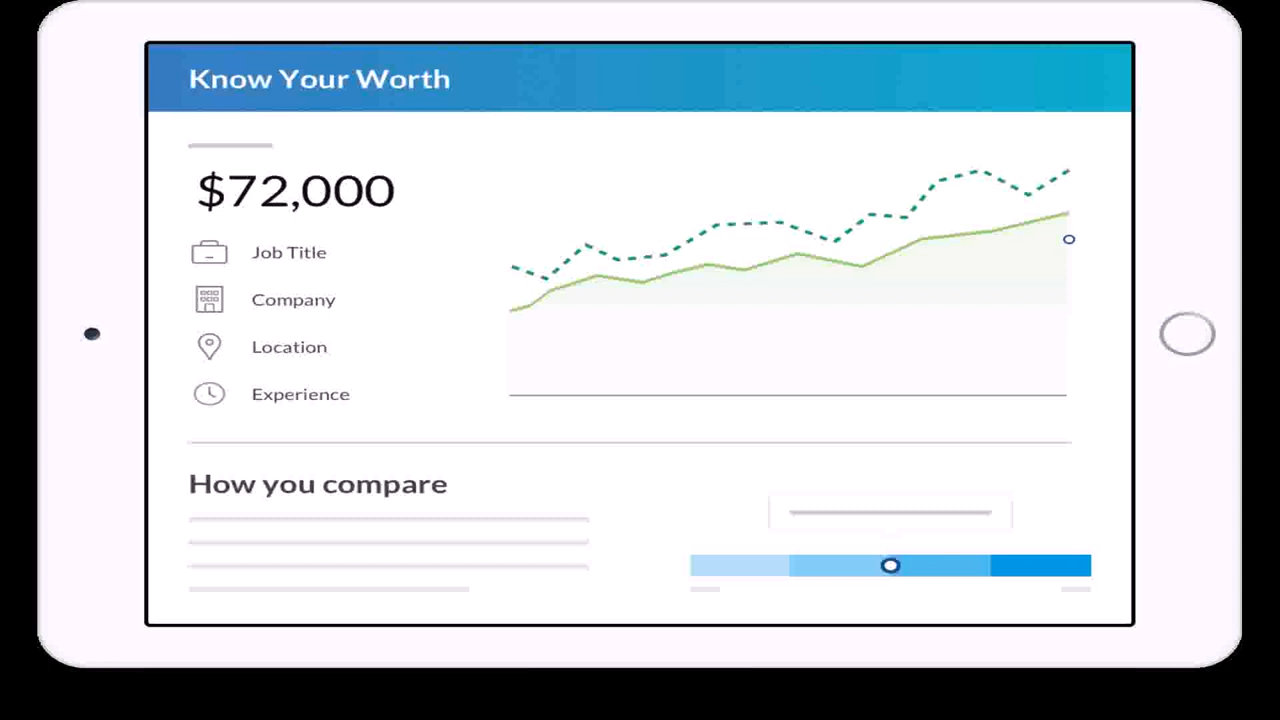 Know Your Worth
$72,000
Job Title
Company
Location
Experience
How you compare